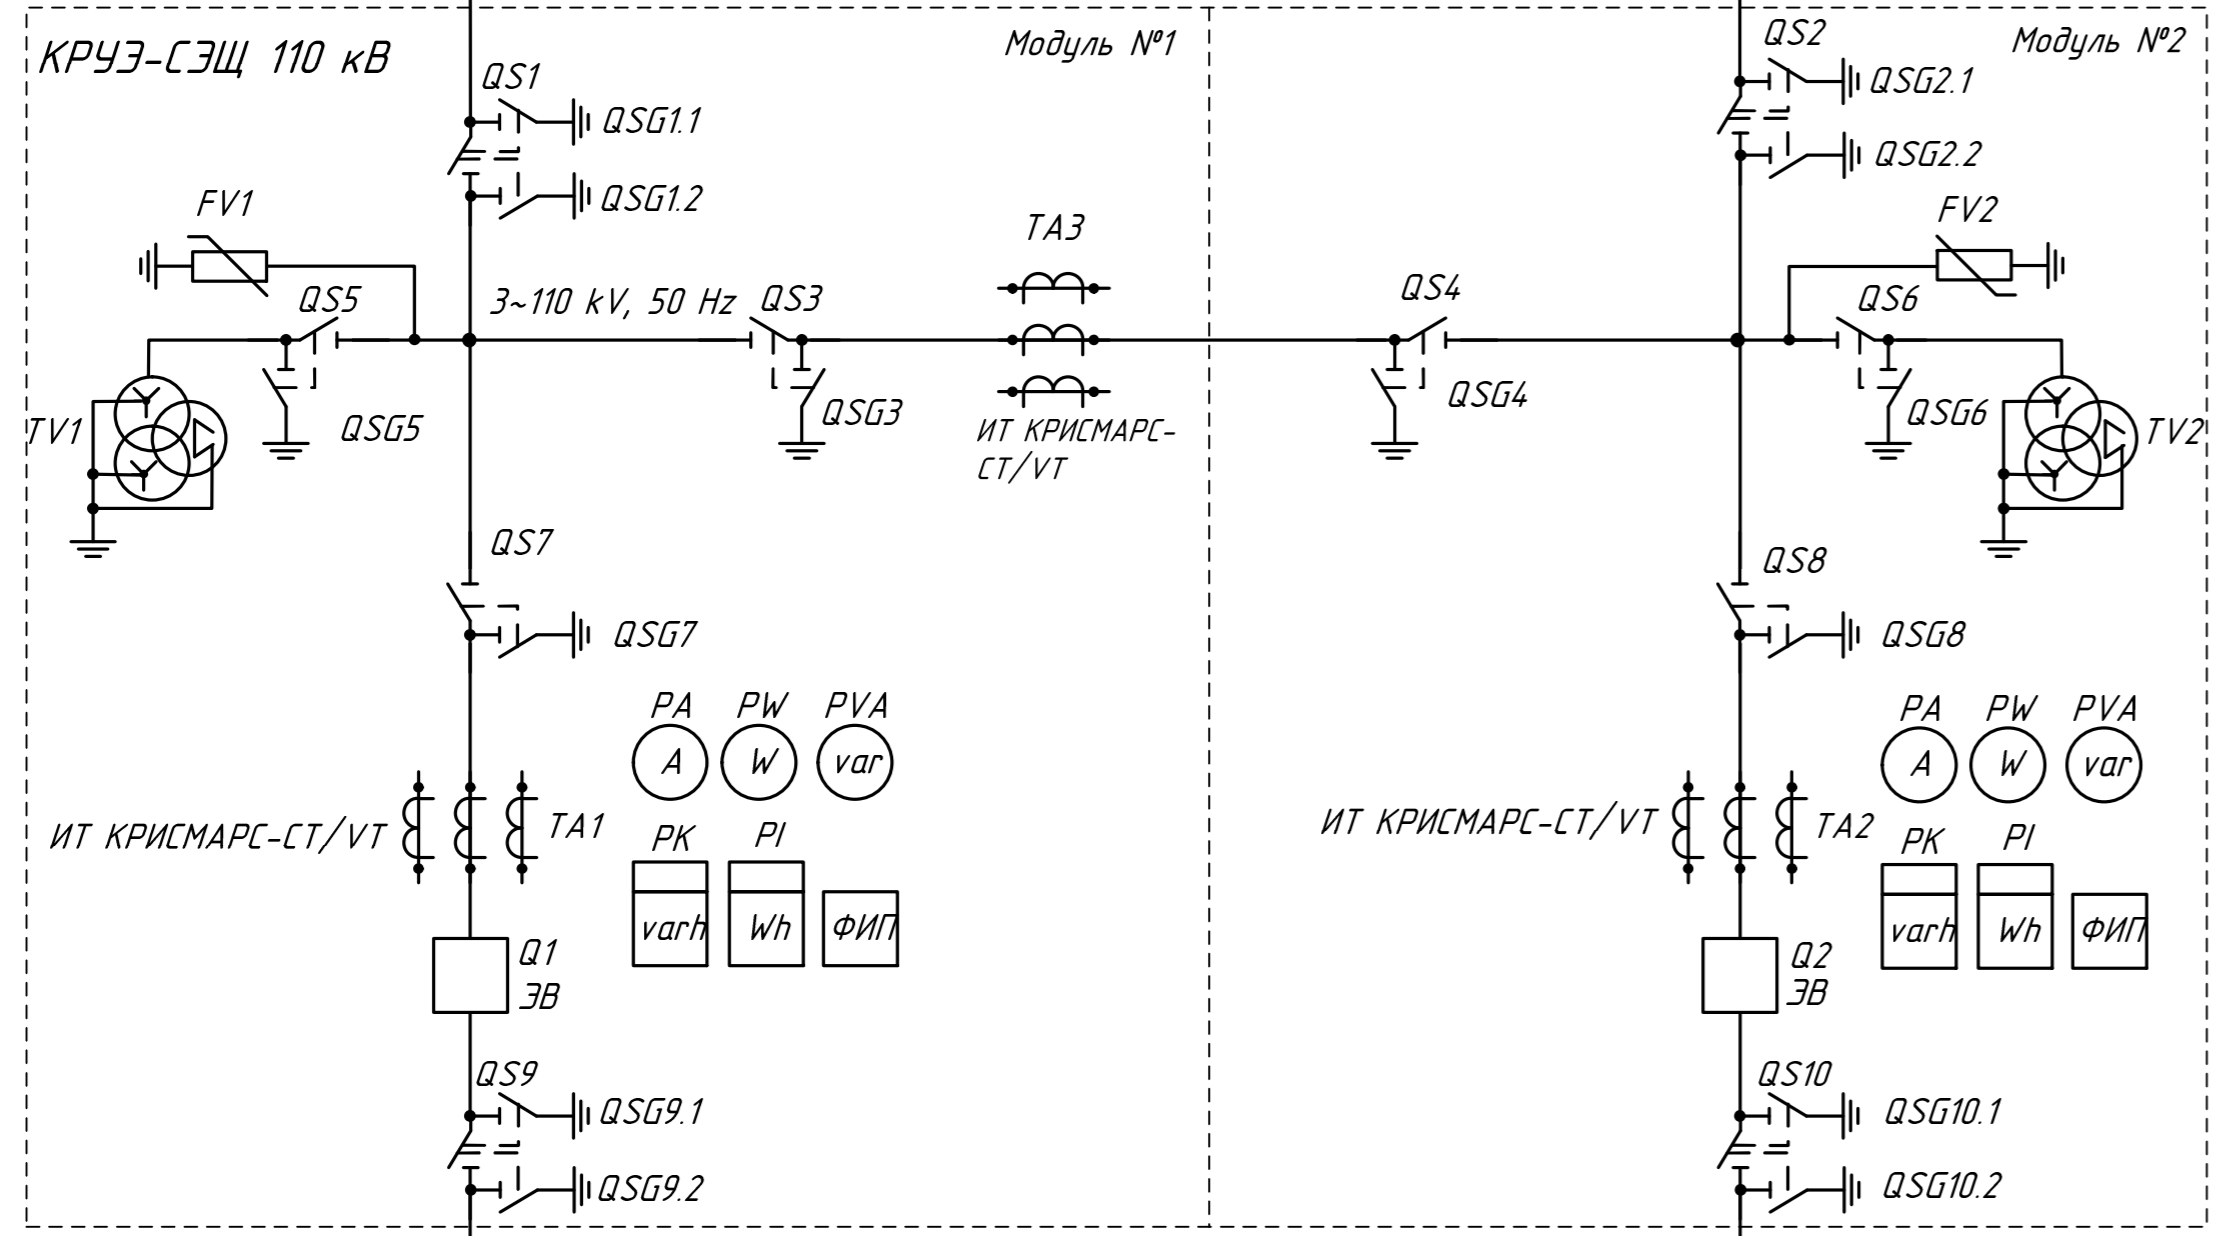 КРУЭ-СЭЩ 110 кВ
Модуль №1
QS1
QSG1.1
QSG1.2
FV1
QS5
3~110 kV, 50 Hz
QS3
TA3
TV1
QSG5
QSG3
ИТ КРИСМАРС-
CT/VT
QS7
QSG7
PA
PW
PVA
A
W
var
ИТ КРИСМАРС-CT/VT
TA1
PK
PI
varh
Wh
ФИП
Q1
ЭВ
QS9
QSG9.1
QSG9.2
Модуль №2
QS2
QSG2.1
QSG2.2
FV2
QS4
QS6
QSG4
QSG6
TV2
QS8
QSG8
PA
PW
PVA
A
W
var
ИТ КРИСМАРС-CT/VT
TA2
PK
PI
varh
Wh
ФИП
Q2
ЭВ
QS10
QSG10.1
QSG10.2